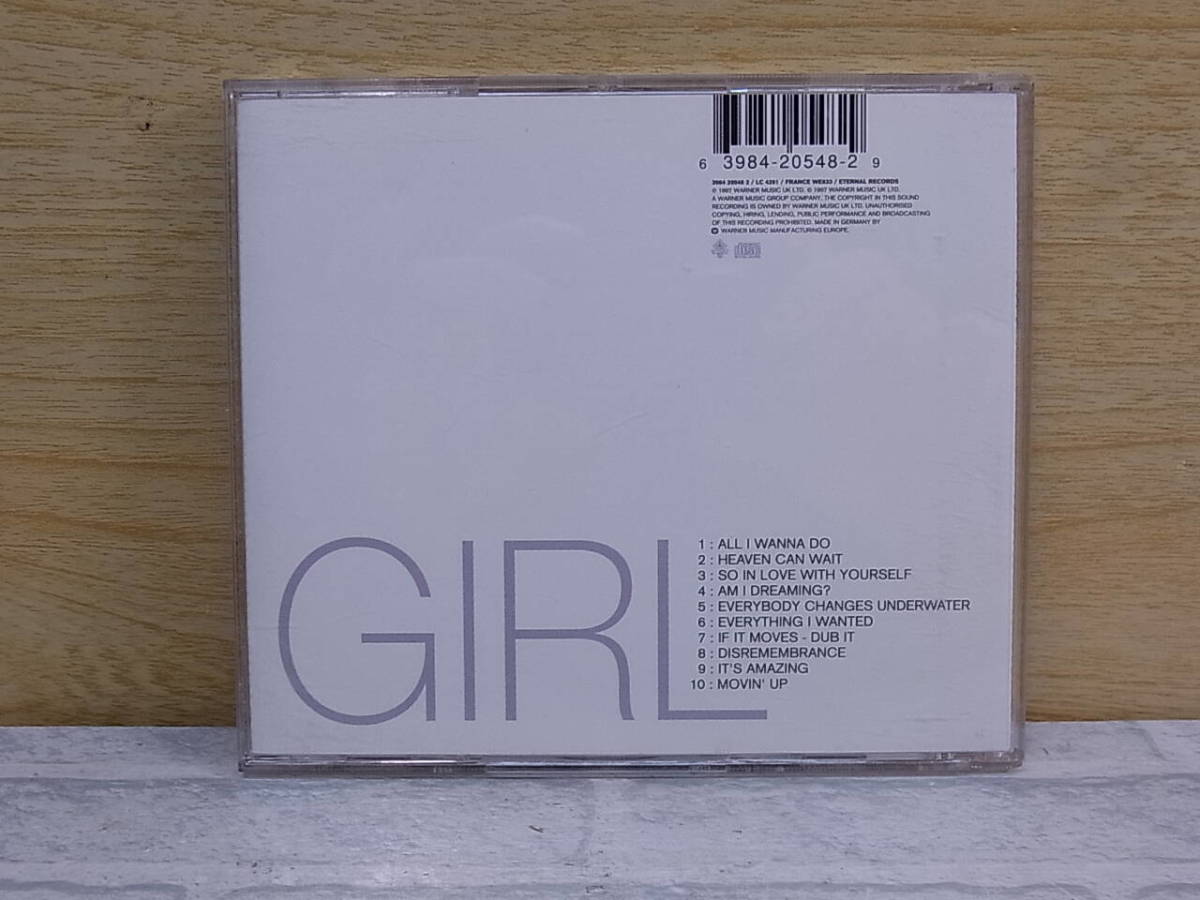 6 3984-20548-2 9
3984 20548 2 / LC 4281 / FRANCE WE833 / ETERNAL RECORDS
℗ 1997 WARNER MUSIC UK LTD. © 1997 WARNER MUSIC UK LTD.
A WARNER MUSIC GROUP COMPANY. THE COPYRIGHT IN THIS SOUND
RECORDING IS OWNED BY WARNER MUSIC UK LTD. UNAUTHORISED
COPYING, HIRING, LENDING, PUBLIC PERFORMANCE AND BROADCASTING
OF THIS RECORDING PROHIBITED. MADE IN GERMANY BY
WARNER MUSIC MANUFACTURING EUROPE.
GIRL
1 : ALL I WANNA DO
2 : HEAVEN CAN WAIT
3 : SO IN LOVE WITH YOURSELF
4 : AM I DREAMING?
5 : EVERYBODY CHANGES UNDERWATER
6 : EVERYTHING I WANTED
7 : IF IT MOVES - DUB IT
8 : DISREMEMBRANCE
9 : IT'S AMAZING
10 : MOVIN' UP